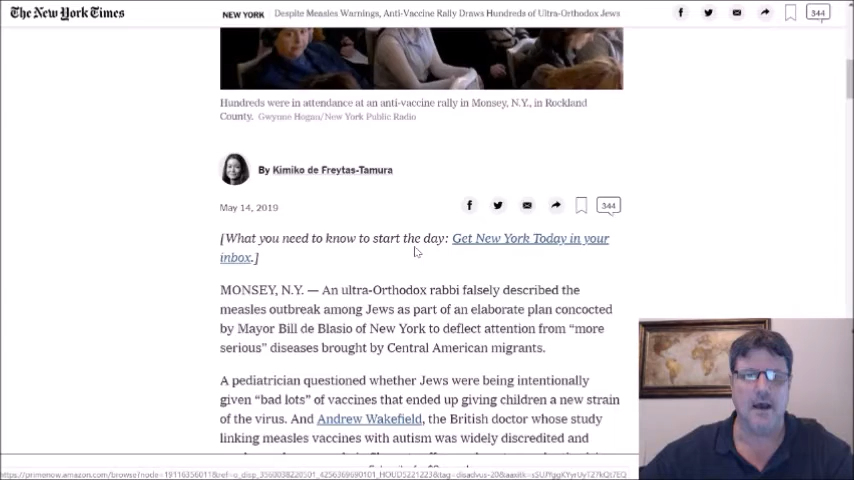 The New York Times
NEW YORK Despite Measles Warnings, Anti-Vaccine Rally Draws Hundreds of Ultra-Orthodox Jews
344
Hundreds were in attendance at an anti-vaccine rally in Monsey, N.Y., in Rockland
County. Gwynne Hogan/New York Public Radio
By Kimiko de Freytas-Tamura
May 14, 2019
344
[What you need to know to start the day: Get New York Today in your
inbox.]
MONSEY, N.Y. — An ultra-Orthodox rabbi falsely described the
measles outbreak among Jews as part of an elaborate plan concocted
by Mayor Bill de Blasio of New York to deflect attention from “more
serious” diseases brought by Central American migrants.
A pediatrician questioned whether Jews were being intentionally
given “bad lots” of vaccines that ended up giving children a new strain
of the virus. And Andrew Wakefield, the British doctor whose study
linking measles vaccines with autism was widely discredited and